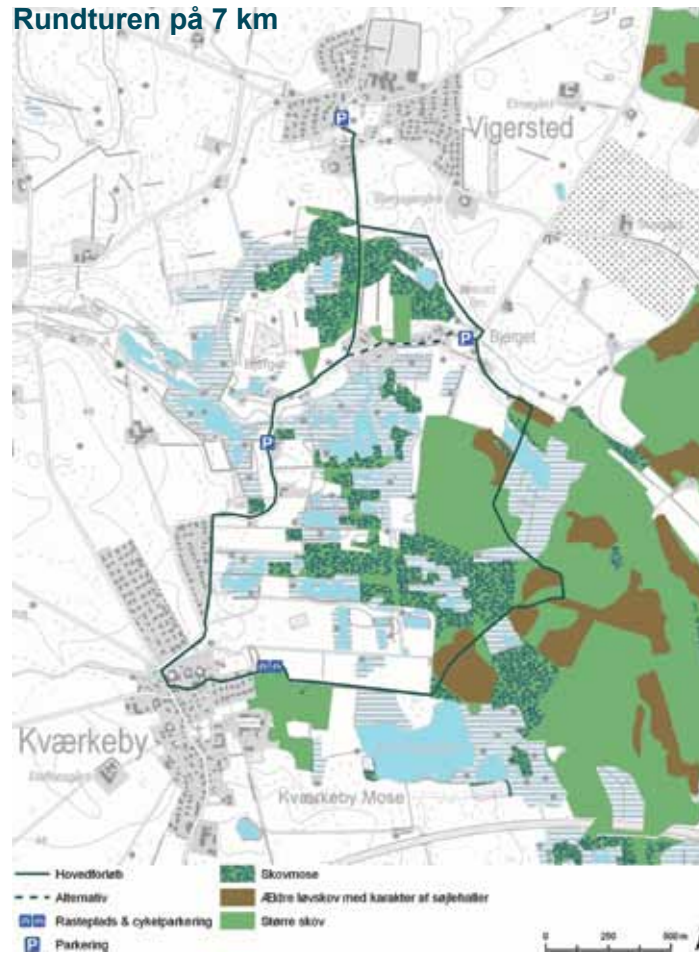 Rundturen på 7 km
P
Vigersted
P
Bjerget
P
Kværkeby
Kværkeby Mose
Hovedforløb
Alternativ
Rasteplads & cykelparkering
P Parkering
Skovmose
Ældre løvskov med karakter af søjlehaller
Større skov
0 250 500 m